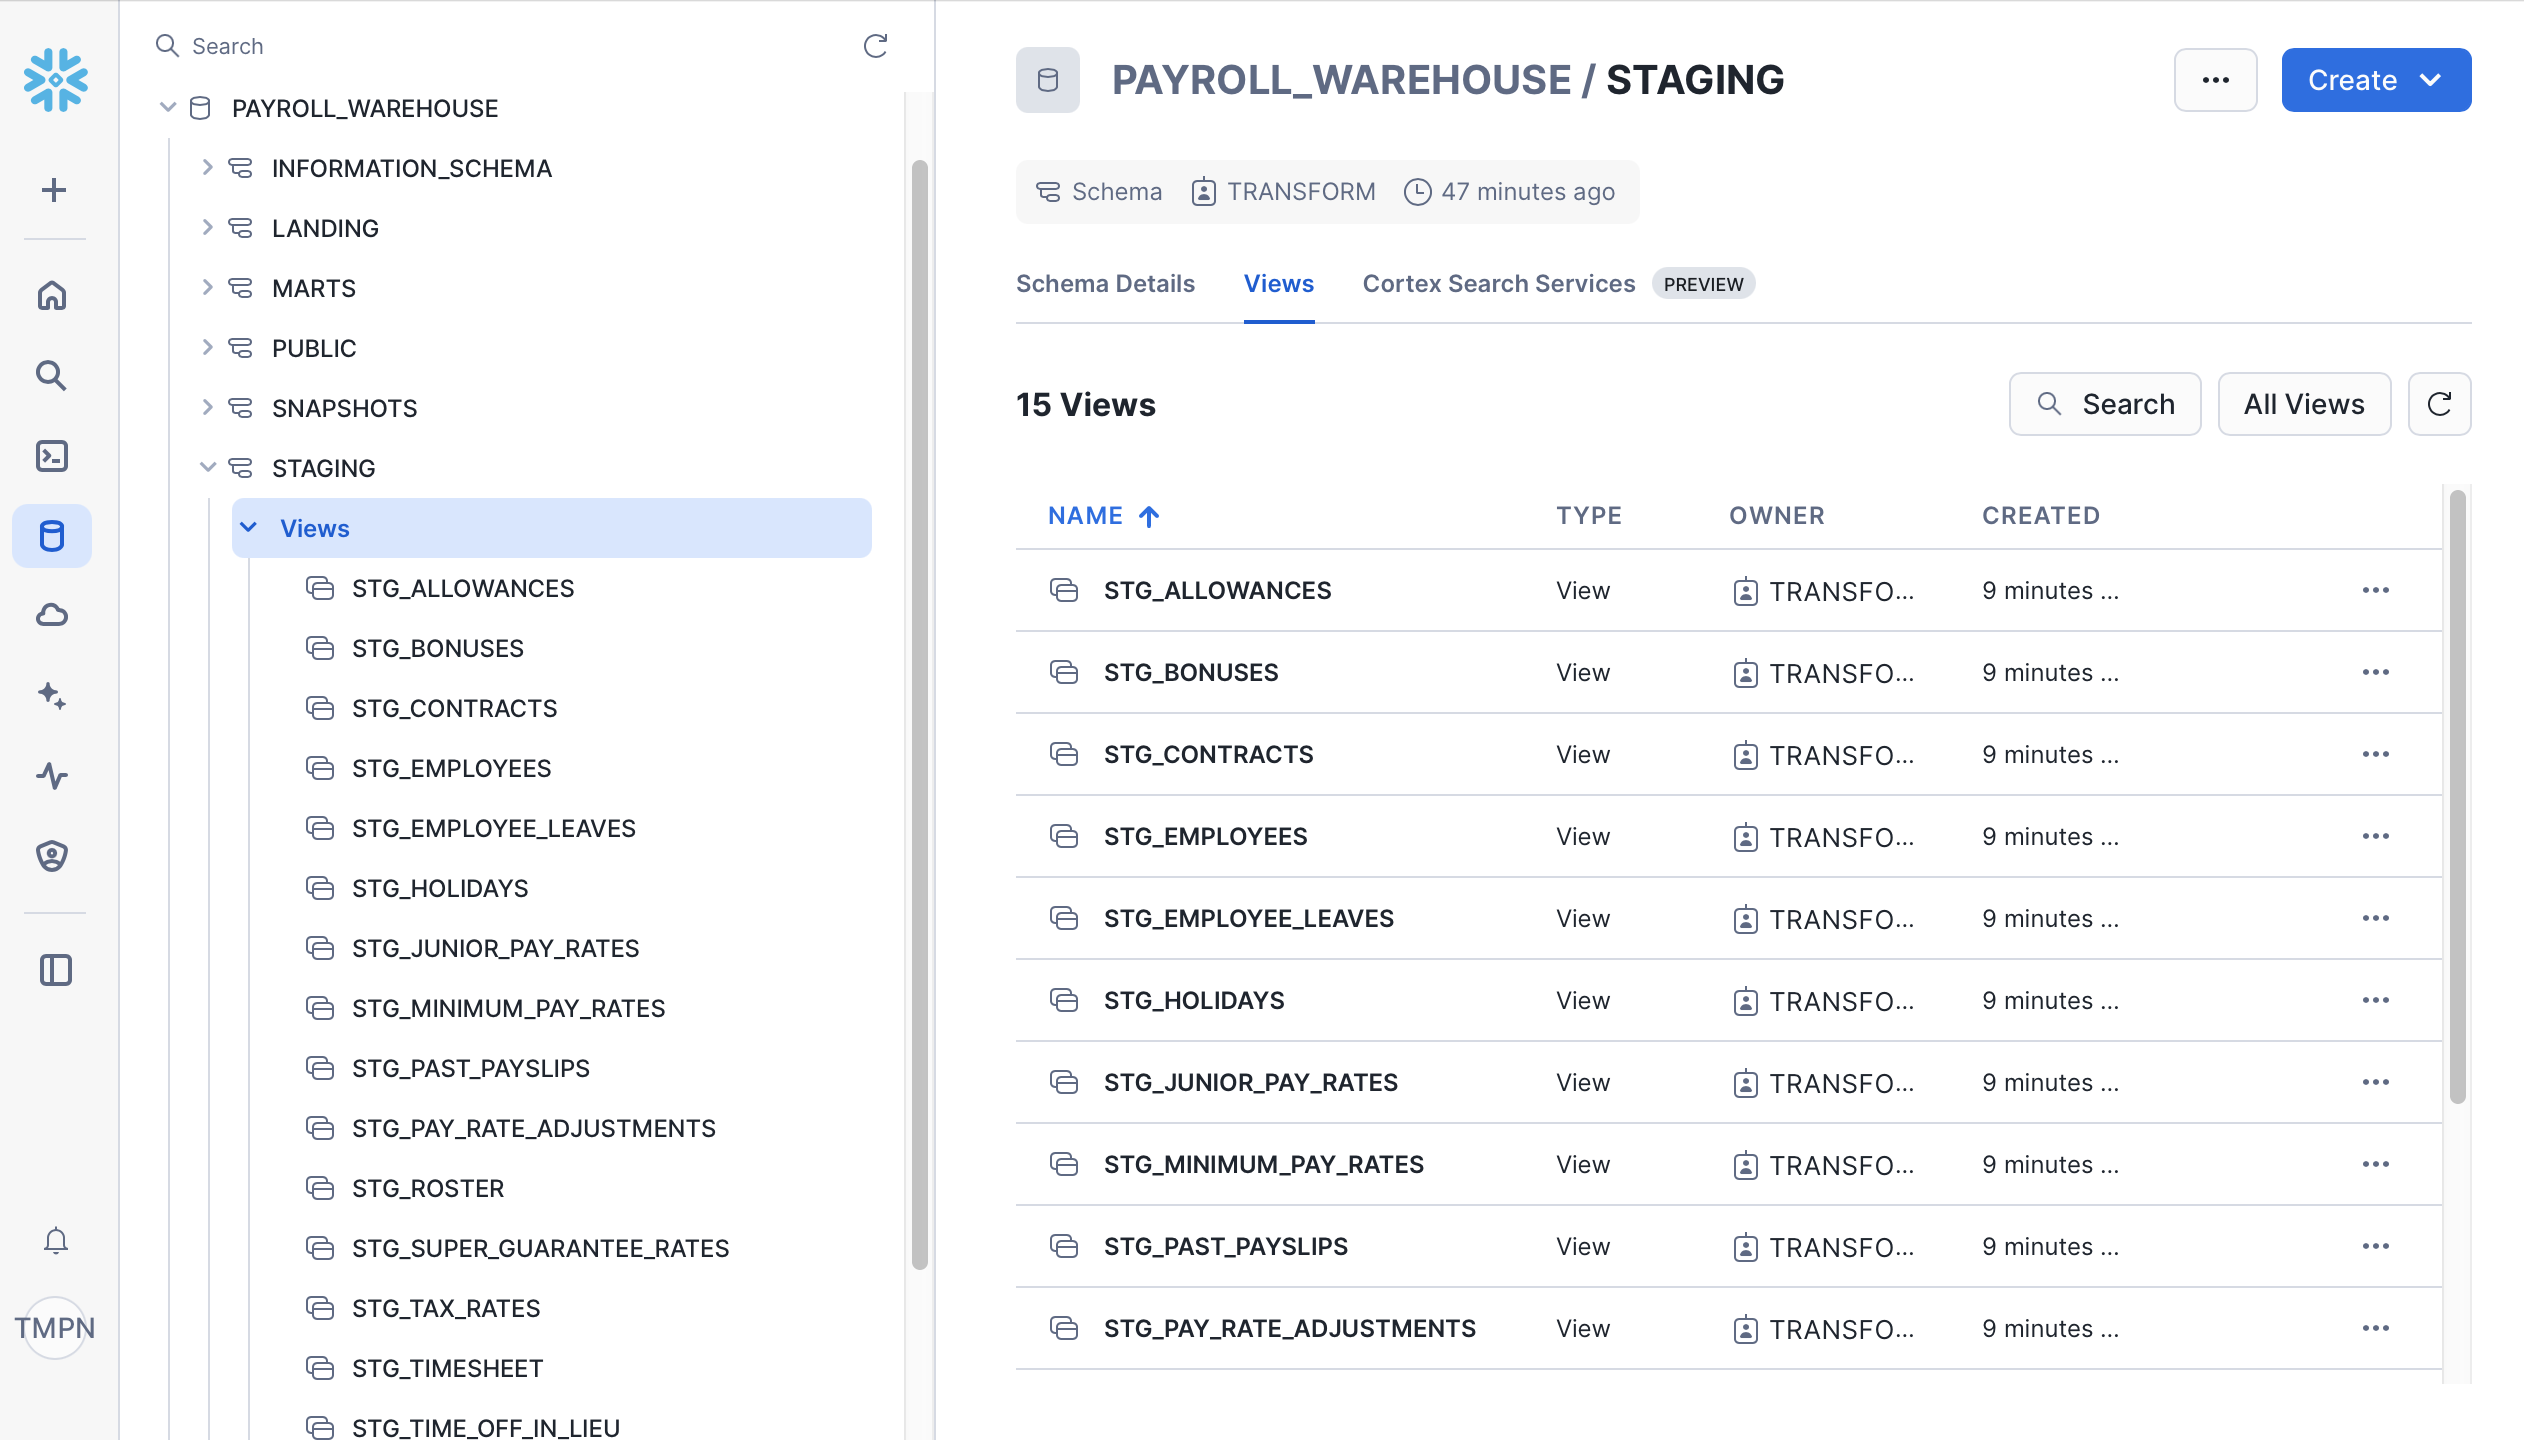 Search
PAYROLL_WAREHOUSE
INFORMATION_SCHEMA
LANDING
MARTS
PUBLIC
SNAPSHOTS
STAGING
Views
STG_ALLOWANCES
STG_BONUSES
STG_CONTRACTS
STG_EMPLOYEES
STG_EMPLOYEE_LEAVES
STG_HOLIDAYS
STG_JUNIOR_PAY_RATES
STG_MINIMUM_PAY_RATES
STG_PAST_PAYSLIPS
STG_PAY_RATE_ADJUSTMENTS
STG_ROSTER
STG_SUPER_GUARANTEE_RATES
STG_TAX_RATES
STG_TIMESHEET
STG_TIME_OFF_IN_LIEU
TMPN
PAYROLL_WAREHOUSE / STAGING
... Create
Schema TRANSFORM 47 minutes ago
Schema Details Views Cortex Search Services PREVIEW
15 Views Search All Views
NAME TYPE OWNER CREATED
STG_ALLOWANCES View TRANSFO... 9 minutes ...
STG_BONUSES View TRANSFO... 9 minutes ...
STG_CONTRACTS View TRANSFO... 9 minutes ...
STG_EMPLOYEES View TRANSFO... 9 minutes ...
STG_EMPLOYEE_LEAVES View TRANSFO... 9 minutes ...
STG_HOLIDAYS View TRANSFO... 9 minutes ...
STG_JUNIOR_PAY_RATES View TRANSFO... 9 minutes ...
STG_MINIMUM_PAY_RATES View TRANSFO... 9 minutes ...
STG_PAST_PAYSLIPS View TRANSFO... 9 minutes ...
STG_PAY_RATE_ADJUSTMENTS View TRANSFO... 9 minutes ...